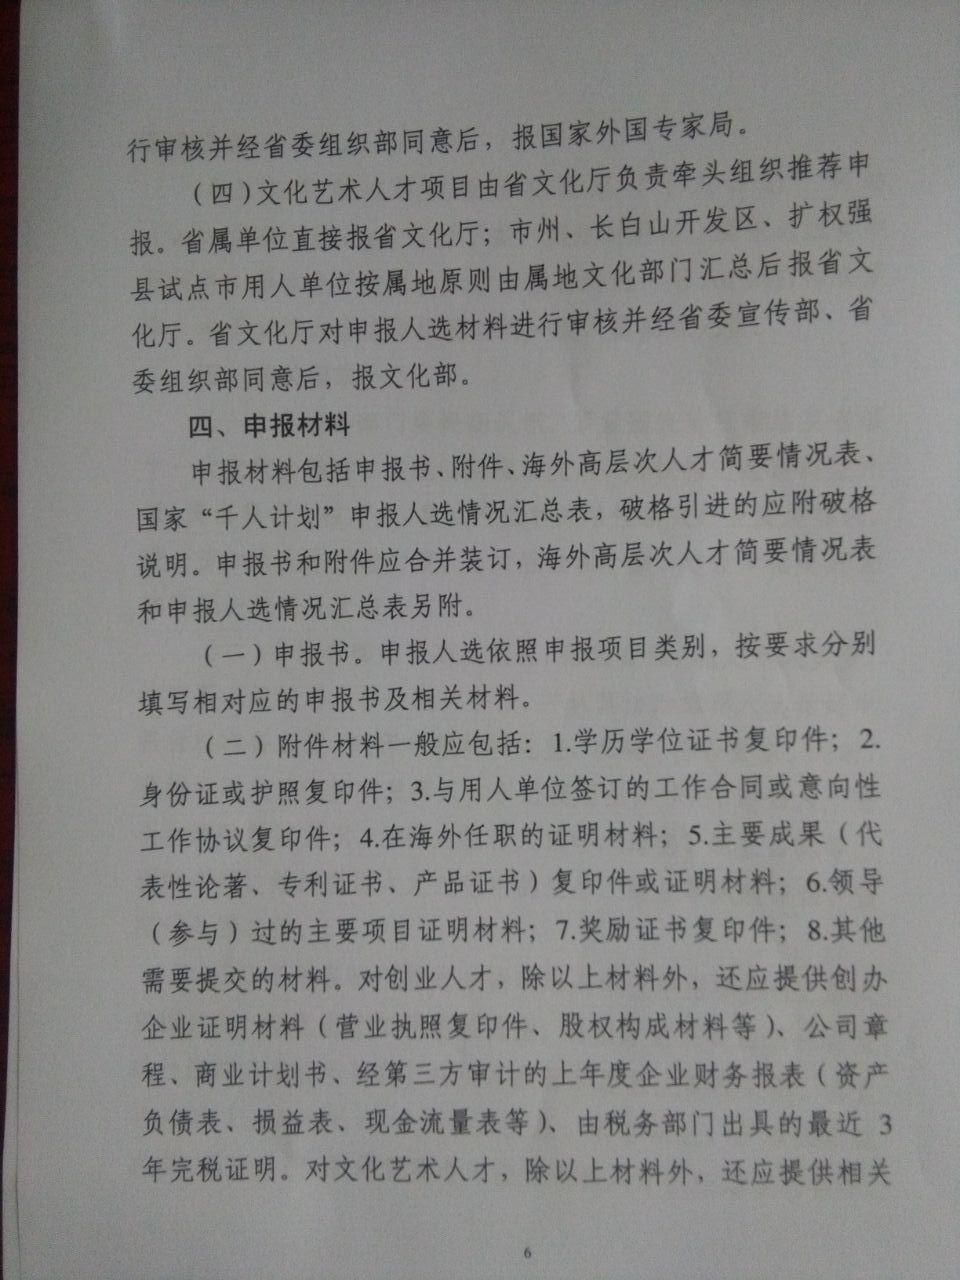 行审核并经省委组织部同意后，报国家外国专家局。
（四）文化艺术人才项目由省文化厅负责牵头组织推荐申
报。省属单位直接报省文化厅；市州、长白山开发区、扩权强
县试点市用人单位按属地原则由属地文化部门汇总后报省文
化厅。省文化厅对申报人选材料进行审核并经省委宣传部、省
委组织部同意后，报文化部。
四、申报材料
申报材料包括申报书、附件、海外高层次人才简要情况表、
国家“千人计划”申报人选情况汇总表，破格引进的应附破格
说明。申报书和附件应合并装订，海外高层次人才简要情况表
和申报人选情况汇总表另附。
（一）申报书。申报人选依照申报项目类别，按要求分别
填写相对应的申报书及相关材料。
（二）附件材料一般应包括：1.学历学位证书复印件；2.
身份证或护照复印件；3.与用人单位签订的工作合同或意向性
工作协议复印件；4.在海外任职的证明材料；5.主要成果（代
表性论著、专利证书、产品证书）复印件或证明材料；6.领导
（参与）过的主要项目证明材料；7.奖励证书复印件；8.其他
需要提交的材料。对创业人才，除以上材料外，还应提供创办
企业证明材料（营业执照复印件、股权构成材料等）、公司章
程、商业计划书、经第三方审计的上年度企业财务报表（资产
负债表、损益表、现金流量表等）、由税务部门出具的最近 3
年完税证明。对文化艺术人才，除以上材料外，还应提供相关
6